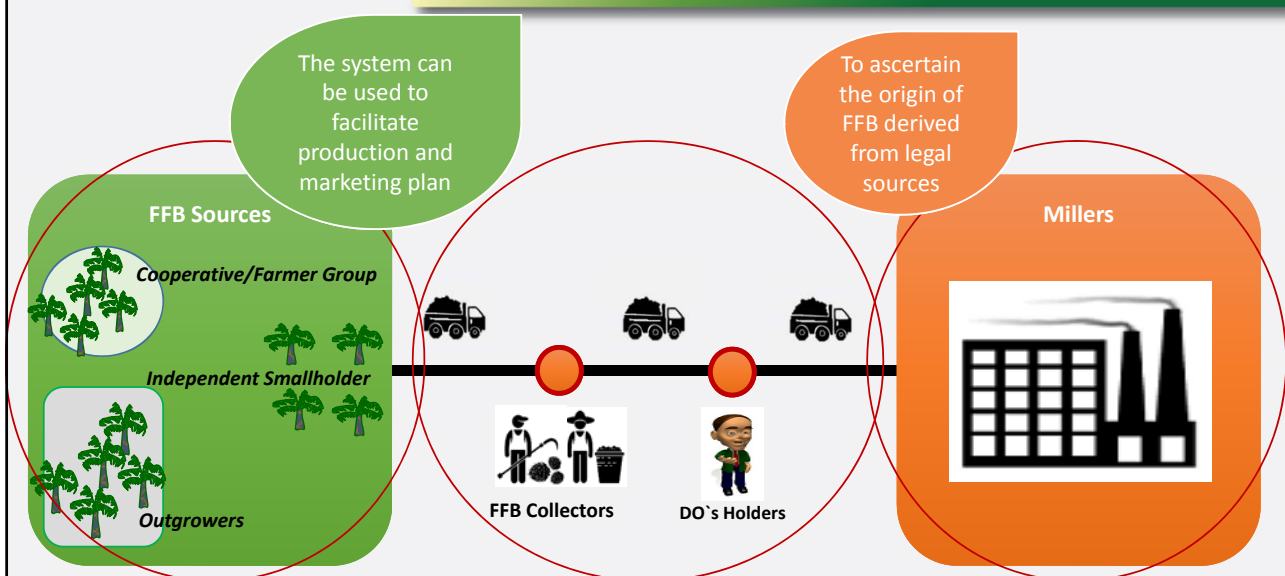 The system can
be used to
facilitate
production and
marketing plan
To ascertain
the origin of
FFB derived
from legal
sources
FFB Sources
Cooperative/Farmer Group
Independent Smallholder
Outgrowers
FFB Collectors
DO`s Holders
Millers